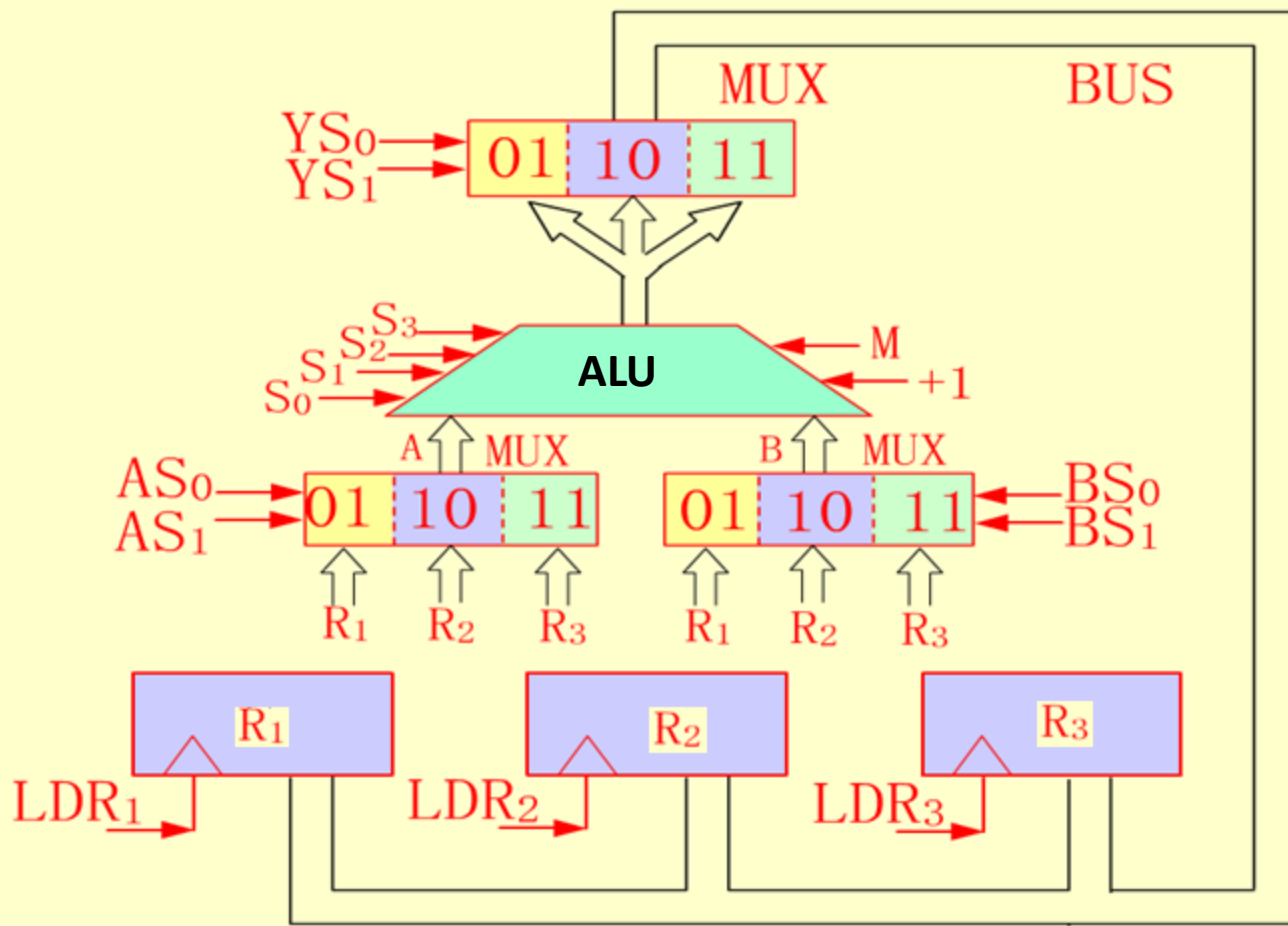 MUX BUS
YS₀
YS₁
01 10 11
S₃
S₂
S₁
S₀
ALU
M
+1
A MUX
B MUX
AS₀
AS₁
01 10 11
01 10 11
BS₀
BS₁
R₁ R₂ R₃
R₁ R₂ R₃
R₁
R₂
R₃
LDR₁
LDR₂
LDR₃